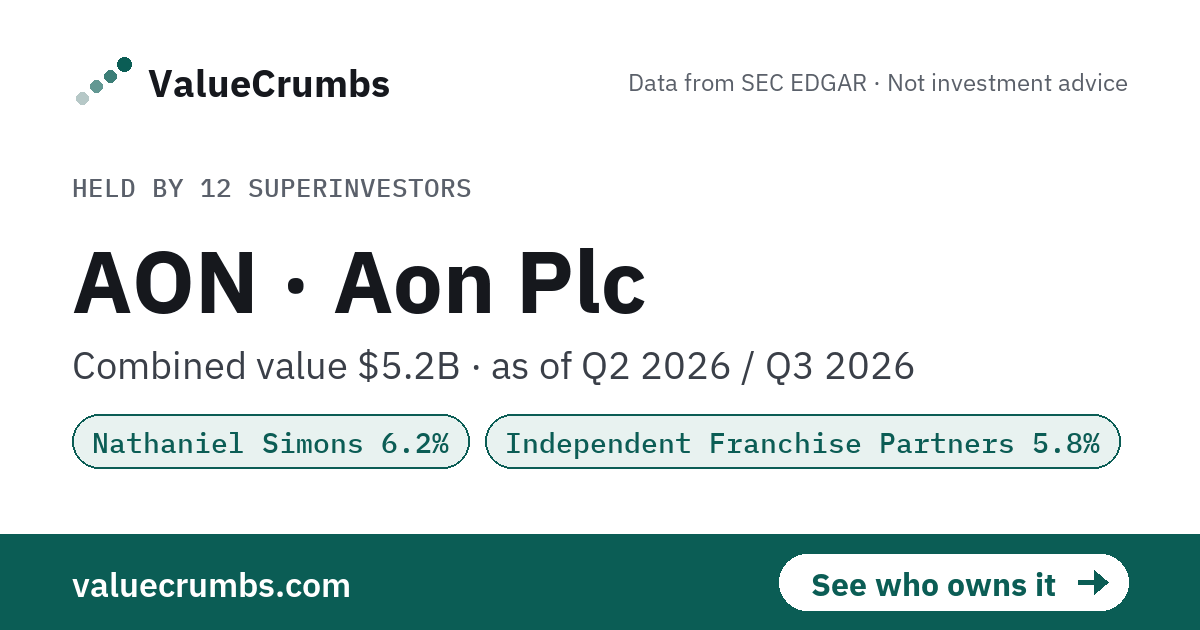 ValueCrumbs
Data from SEC EDGAR · Not investment advice
HELD BY 12 SUPERINVESTORS
AON · Aon Plc
Combined value $5.2B · as of Q2 2026 / Q3 2026
Nathaniel Simons 6.2%
Independent Franchise Partners 5.8%
valuecrumbs.com
See who owns it →